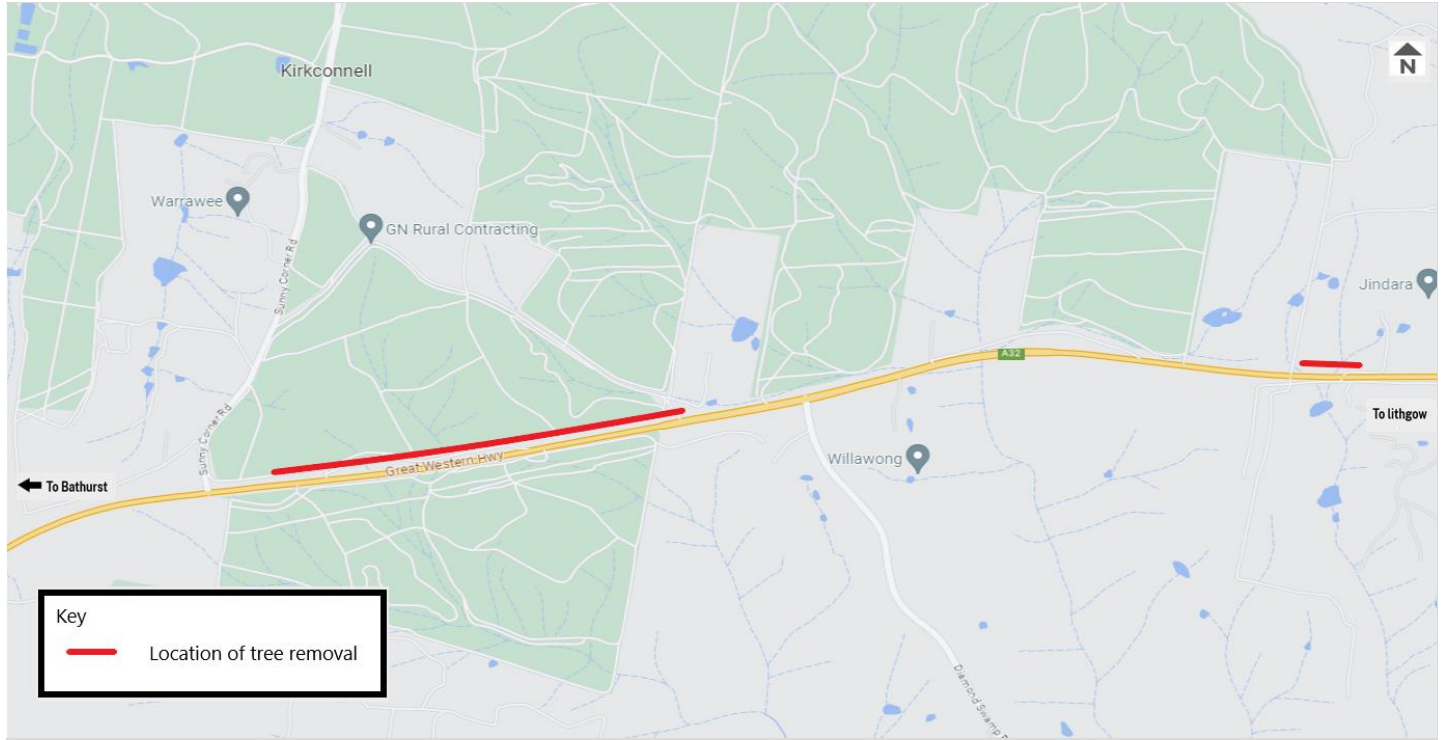 N
Kirkconnell
Warrawee
GN Rural Contracting
Sunny Corner Rd
Jindara
A32
To lithgow
Sunny Corner Rd
Great Western Hwy
Willawong
To Bathurst
Diamond Swamp
Key
Location of tree removal